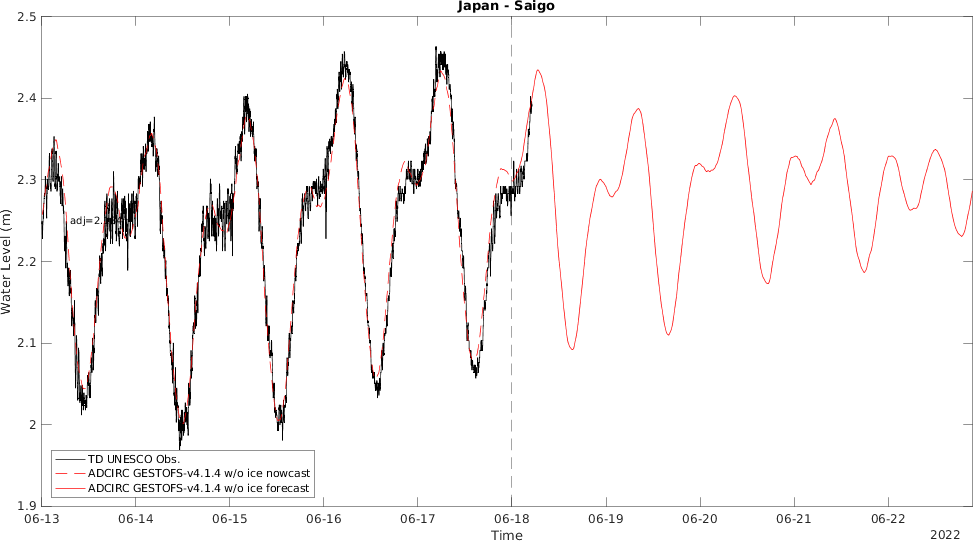 Japan - Saigo
2.5
2.4
2.3
2.2
2.1
2
1.9
Water Level (m)
adj=2.
TD UNESCO Obs.
ADCIRC GESTOFS-v4.1.4 w/o ice nowcast
ADCIRC GESTOFS-v4.1.4 w/o ice forecast
06-13 06-14 06-15 06-16 06-17 06-18 06-19 06-20 06-21 06-22
Time
2022